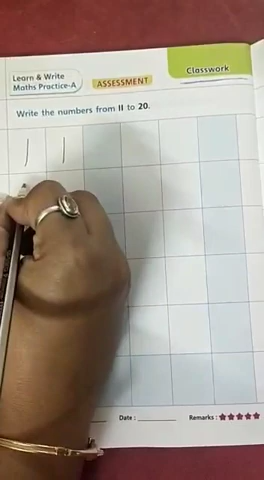 Learn & Write
Maths Practice-A
ASSESSMENT
Classwork
Write the numbers from 11 to 20.
1 1
Date :
Remarks :